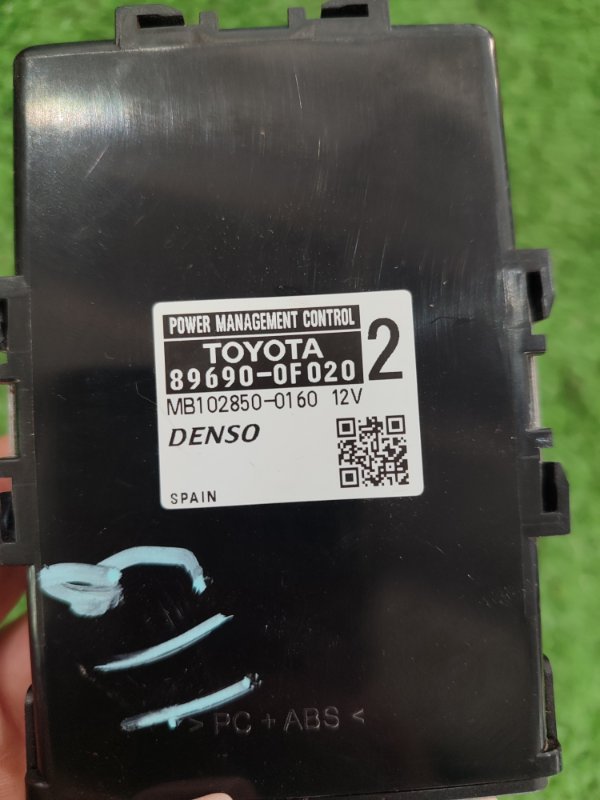 POWER MANAGEMENT CONTROL
TOYOTA
89690-0F020
2
MB102850-0160 12V
DENSO
SPAIN
> PC + ABS <